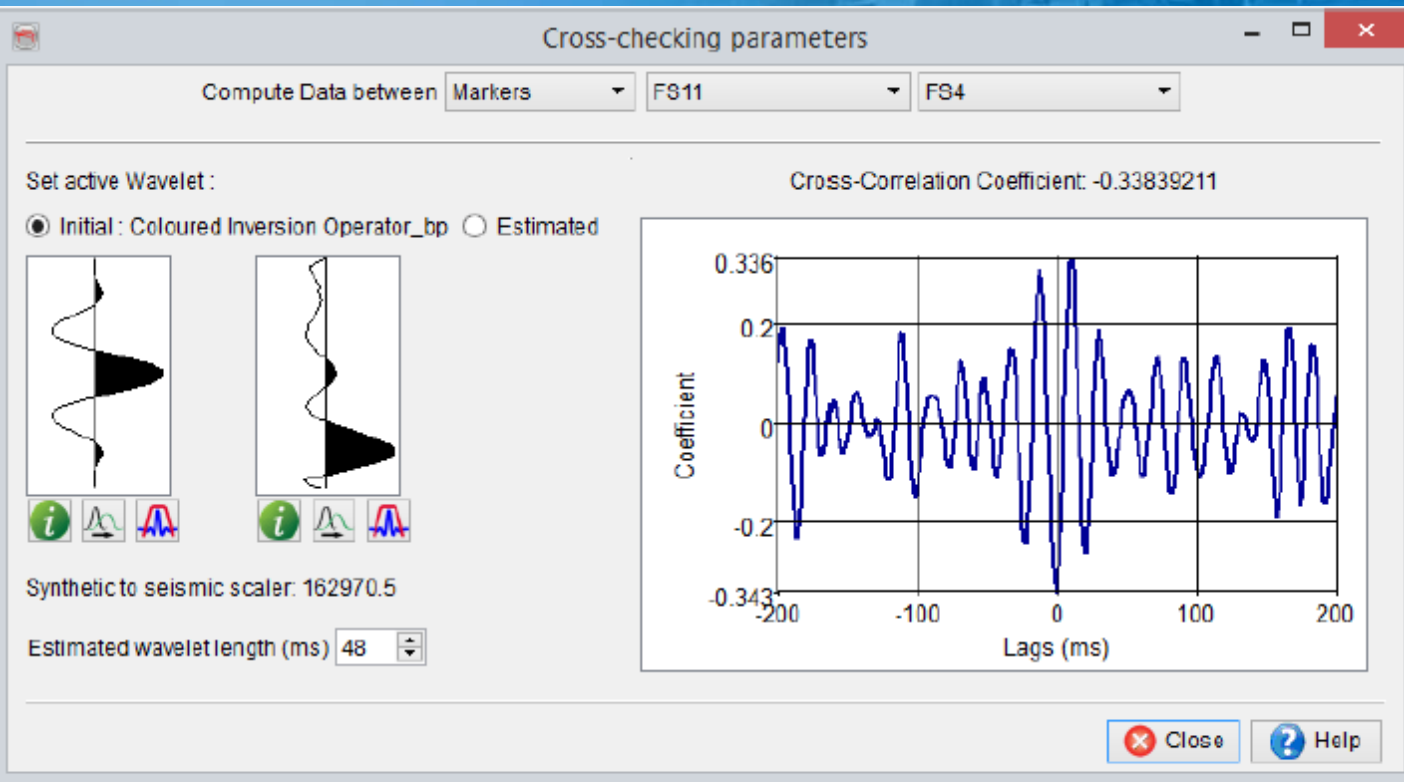 Cross-checking parameters
Compute Data between Markers FS11 FS4
Set active Wavelet :
Initial : Coloured Inversion Operator_bp Estimated
Synthetic to seismic scaler: 162970.5
Estimated wavelet length (ms) 48
Cross-Correlation Coefficient: -0.33839211
0.336
0.2
0
-0.2
-0.343
Coefficient
-200 -100 0 100 200
Lags (ms)
Close Help